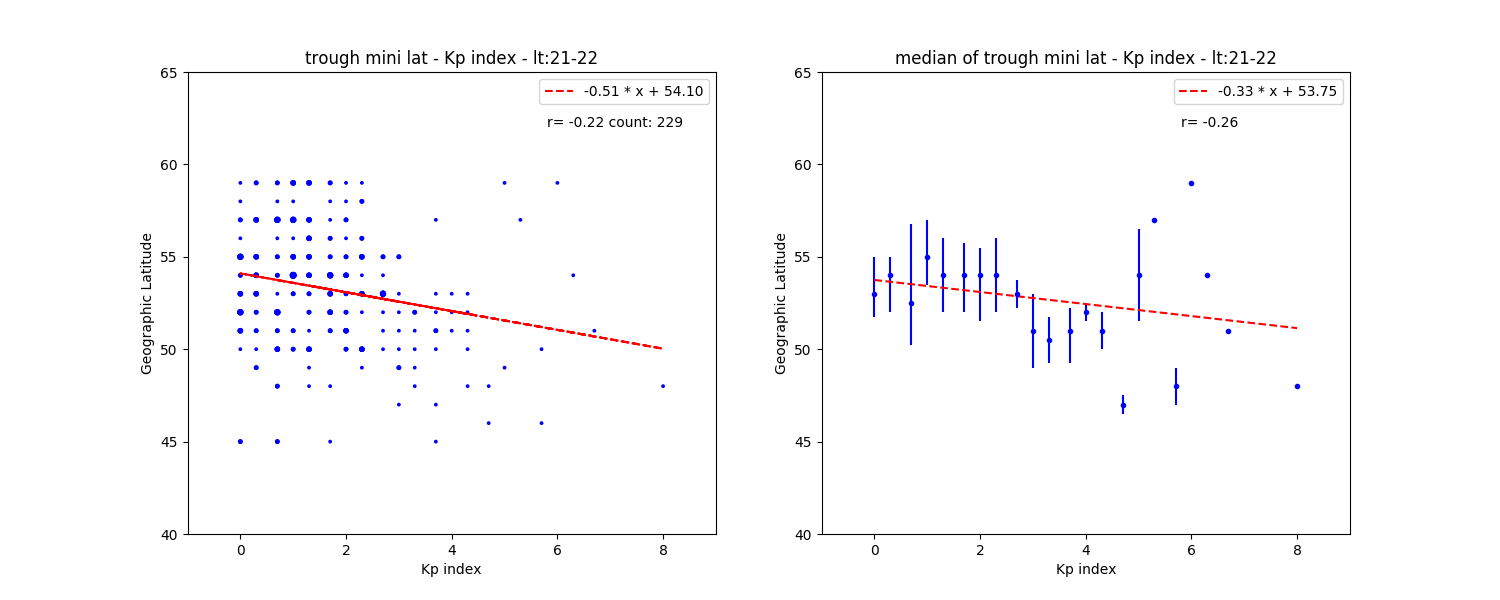 trough mini lat - Kp index - lt:21-22
-0.51 * x + 54.10
r= -0.22 count: 229
65
60
55
50
45
40
Geographic Latitude
0 2 4 6 8
Kp index
median of trough mini lat - Kp index - lt:21-22
-0.33 * x + 53.75
r= -0.26
65
60
55
50
45
40
Geographic Latitude
0 2 4 6 8
Kp index